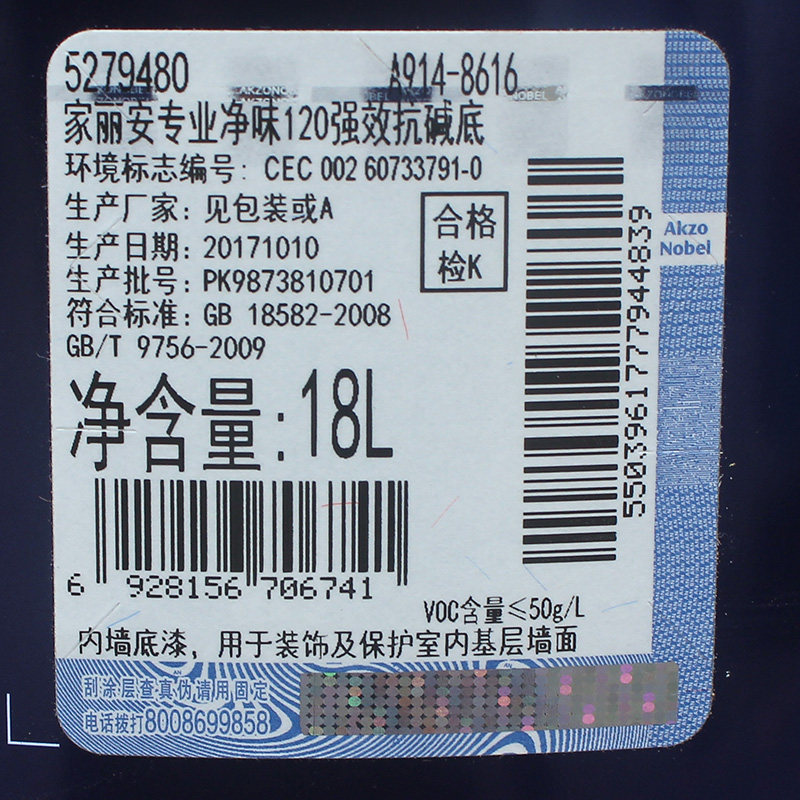 5279480 A914-8616
家丽安专业净味120强效抗碱底
环境标志编号: CEC 002 60733791-0
生产厂家: 见包装或A
生产日期: 20171010
生产批号: PK9873810701
符合标准: GB 18582-2008
GB/T 9756-2009
合格
检K
净含量:18L
6 928156 706741
5503961777944839
Akzo
Nobel
VOC含量≤50g/L
内墙底漆，用于装饰及保护室内基层墙面
刮涂层查真伪请用固定
电话拨打8008699858